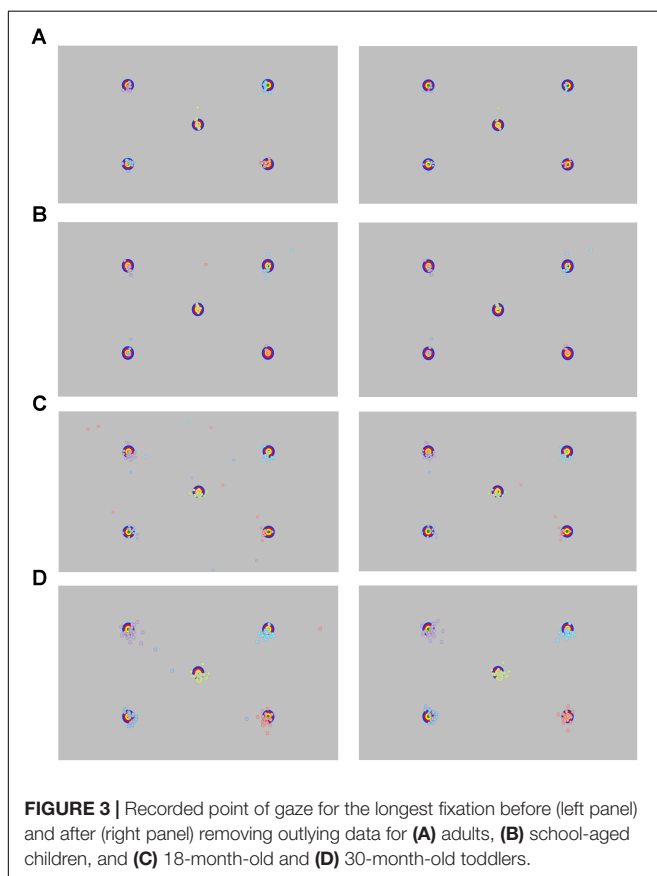 A
B
C
D
FIGURE 3 | Recorded point of gaze for the longest fixation before (left panel)
and after (right panel) removing outlying data for (A) adults, (B) school-aged
children, and (C) 18-month-old and (D) 30-month-old toddlers.